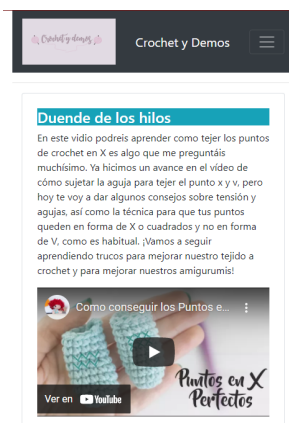 Crochet y demos
Crochet y Demos
Duende de los hilos
En este vidio podreis aprender como tejer los puntos
de crochet en X es algo que me preguntáis
muchísimo. Ya hicimos un avance en el vídeo de
cómo sujetar la aguja para tejer el punto x y v, pero
hoy te voy a dar algunos consejos sobre tensión y
agujas, así como la técnica para que tus puntos
queden en forma de X o cuadrados y no en forma
de V, como es habitual. ¡Vamos a seguir
aprendiendo trucos para mejorar nuestro tejido a
crochet y para mejorar nuestros amigurumis!
Como conseguir los Puntos e...
Puntos en X
Perfectos
Ver en YouTube